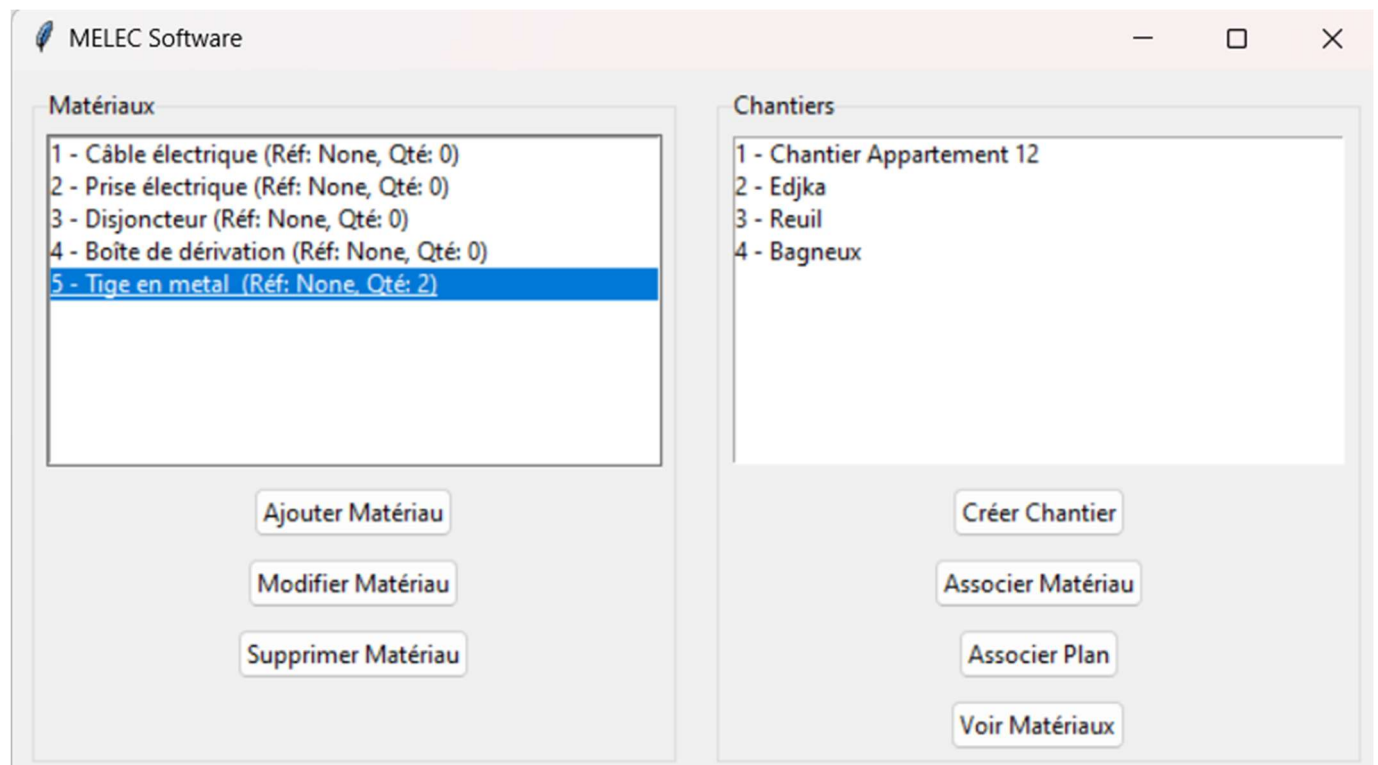 MELEC Software
Matériaux
1 - Câble électrique (Réf: None, Qté: 0)
2 - Prise électrique (Réf: None, Qté: 0)
3 - Disjoncteur (Réf: None, Qté: 0)
4 - Boîte de dérivation (Réf: None, Qté: 0)
5 - Tige en metal  (Réf: None, Qté: 2)
Ajouter Matériau
Modifier Matériau
Supprimer Matériau
Chantiers
1 - Chantier Appartement 12
2 - Edjka
3 - Reuil
4 - Bagneux
Créer Chantier
Associer Matériau
Associer Plan
Voir Matériaux